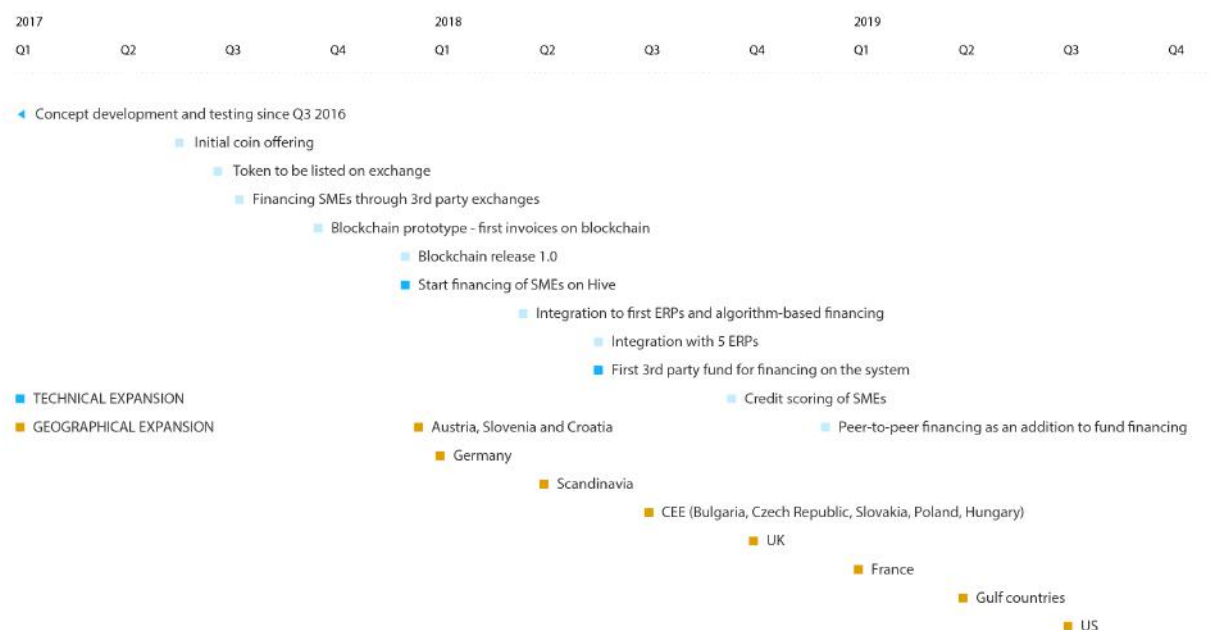 2017 2018 2019
Q1 Q2 Q3 Q4 Q1 Q2 Q3 Q4 Q1 Q2 Q3 Q4
Concept development and testing since Q3 2016
Initial coin offering
Token to be listed on exchange
Financing SMEs through 3rd party exchanges
Blockchain prototype - first invoices on blockchain
Blockchain release 1.0
Start financing of SMEs on Hive
Integration to first ERPs and algorithm-based financing
Integration with 5 ERPs
First 3rd party fund for financing on the system
TECHNICAL EXPANSION Credit scoring of SMEs
GEOGRAPHICAL EXPANSION Austria, Slovenia and Croatia Peer-to-peer financing as an addition to fund financing
Germany
Scandinavia
CEE (Bulgaria, Czech Republic, Slovakia, Poland, Hungary)
UK
France
Gulf countries
US